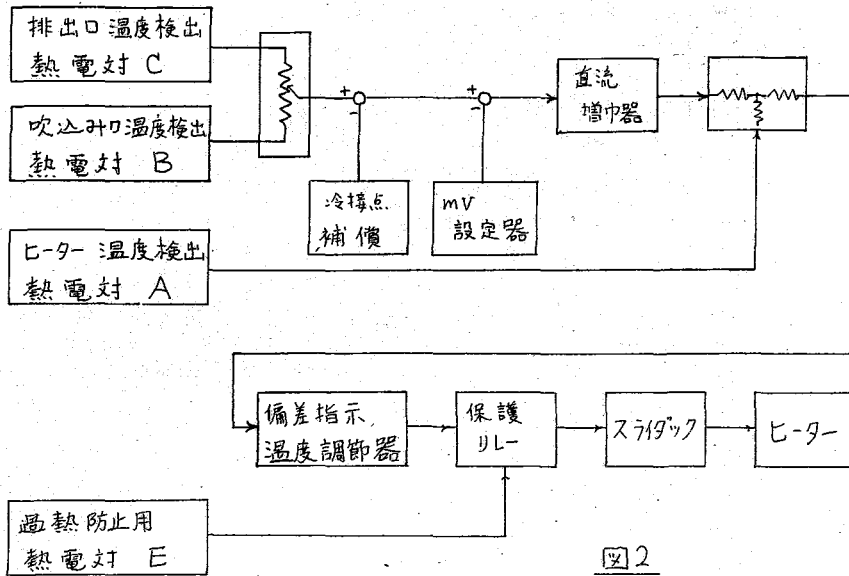 排出口温度検出
熱電対 C
吹込み口温度検出
熱電対 B
ヒーター温度検出
熱電対 A
+
-
冷接点
補償
+
-
mV
設定器
直流
増巾器
偏差指示,
温度調節器
保護
リレー
スライダック
ヒーター
過熱防止用
熱電対 E
図2